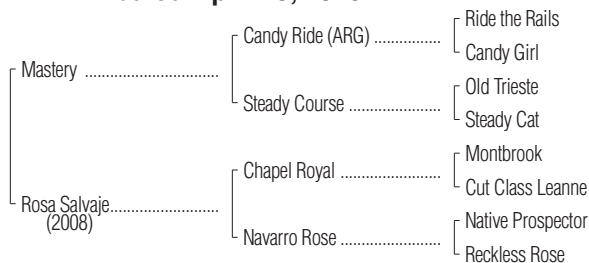 Ride the Rails
Candy Ride (ARG) ....................
Candy Girl
Mastery ....................................
Old Trieste
Steady Course .......................
Steady Cat
Montbrook
Chapel Royal .........................
Cut Class Leanne
Rosa Salvaje.............................
(2008)
Native Prospector
Navarro Rose .........................
Reckless Rose